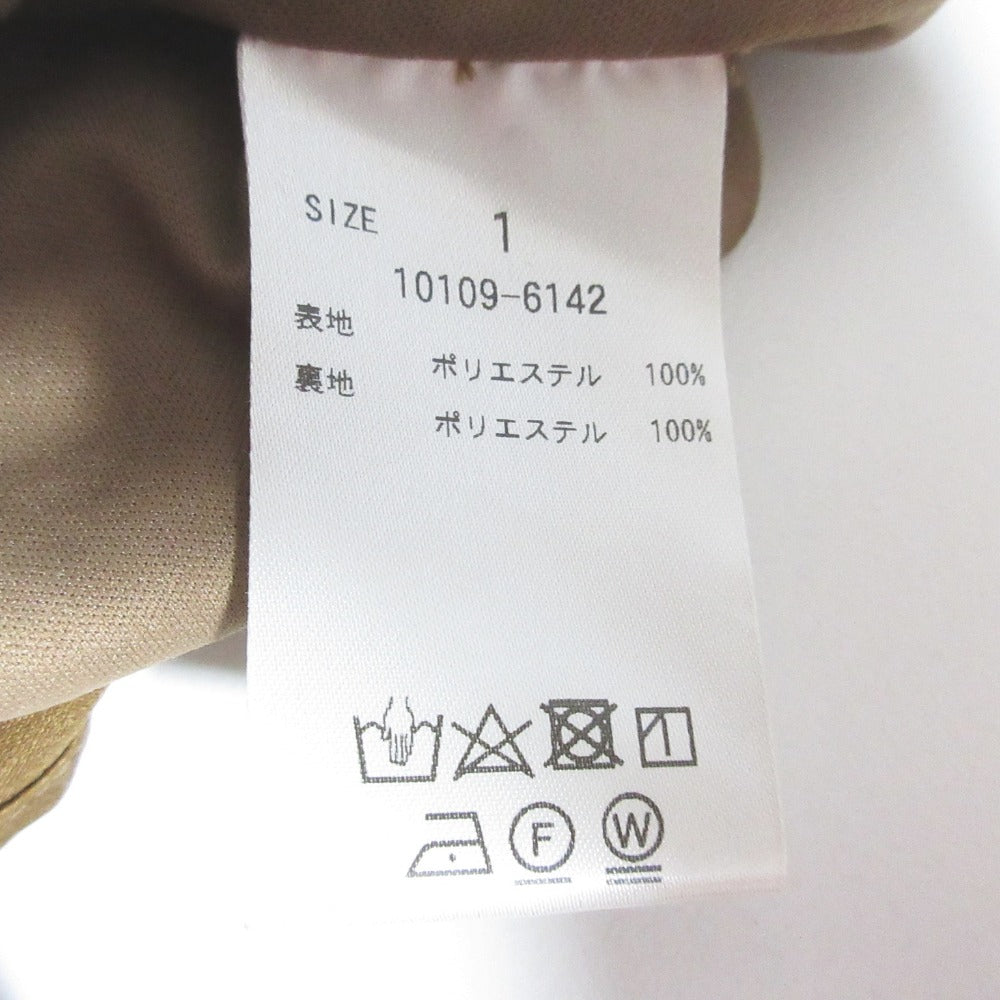 SIZE 1
10109-6142
表地
ポリエステル 100%
裏地
ポリエステル 100%
F W